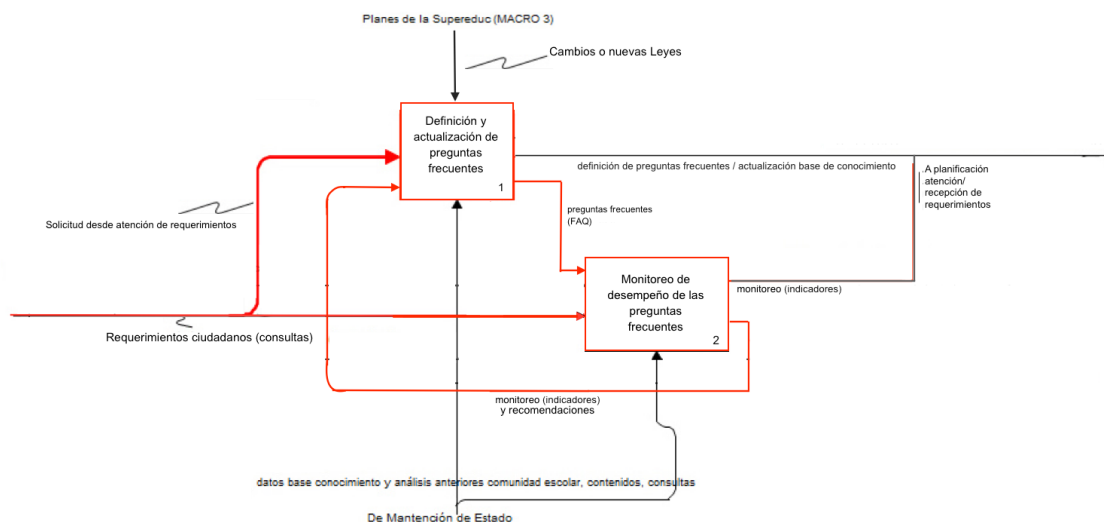 Planes de la Supereduc (MACRO 3)
Cambios o nuevas Leyes
Definición y
actualización de
preguntas
frecuentes
1
definición de preguntas frecuentes / actualización base de conocimiento
.A planificación
atención/
recepción de
requerimientos
Solicitud desde atención de requerimientos
preguntas frecuentes
(FAQ)
Monitoreo de
desempeño de las
preguntas
frecuentes
2
monitoreo (indicadores)
Requerimientos ciudadanos (consultas)
monitoreo (indicadores)
y recomendaciones
datos base conocimiento y análisis anteriores comunidad escolar, contenidos, consultas
De Mantención de Estado